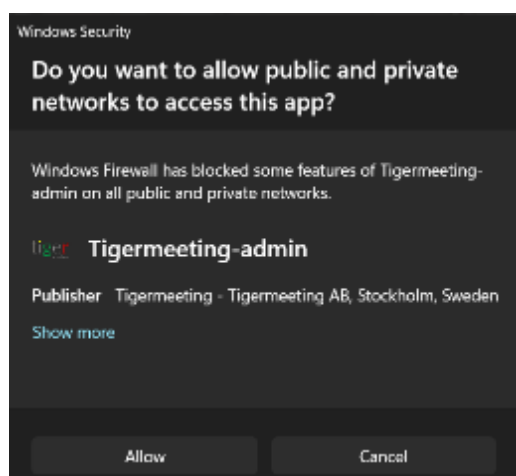 Windows Security
Do you want to allow public and private
networks to access this app?
Windows Firewall has blocked some features of Tigermeeting-
admin on all public and private networks.
tiger Tigermeeting-admin
Publisher Tigermeeting - Tigermeeting AB, Stockholm, Sweden
Show more
Allow Cancel